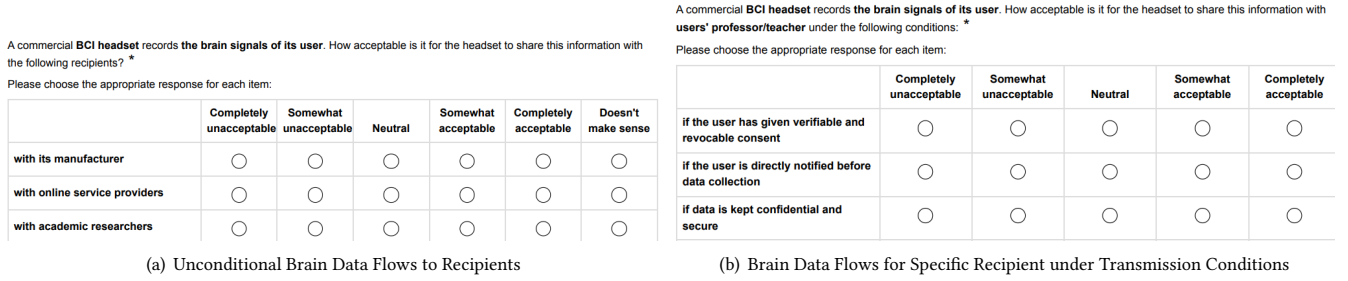 A commercial BCI headset records the brain signals of its user. How acceptable is it for the headset to share this information with
the following recipients? *
Please choose the appropriate response for each item:
Completely unacceptable Somewhat unacceptable Neutral Somewhat acceptable Completely acceptable Doesn't make sense
with its manufacturer
with online service providers
with academic researchers
(a) Unconditional Brain Data Flows to Recipients
A commercial BCI headset records the brain signals of its user. How acceptable is it for the headset to share this information with
users' professor/teacher under the following conditions: *
Please choose the appropriate response for each item:
Completely unacceptable Somewhat unacceptable Neutral Somewhat acceptable Completely acceptable
if the user has given verifiable and
revocable consent
if the user is directly notified before
data collection
if data is kept confidential and
secure
(b) Brain Data Flows for Specific Recipient under Transmission Conditions